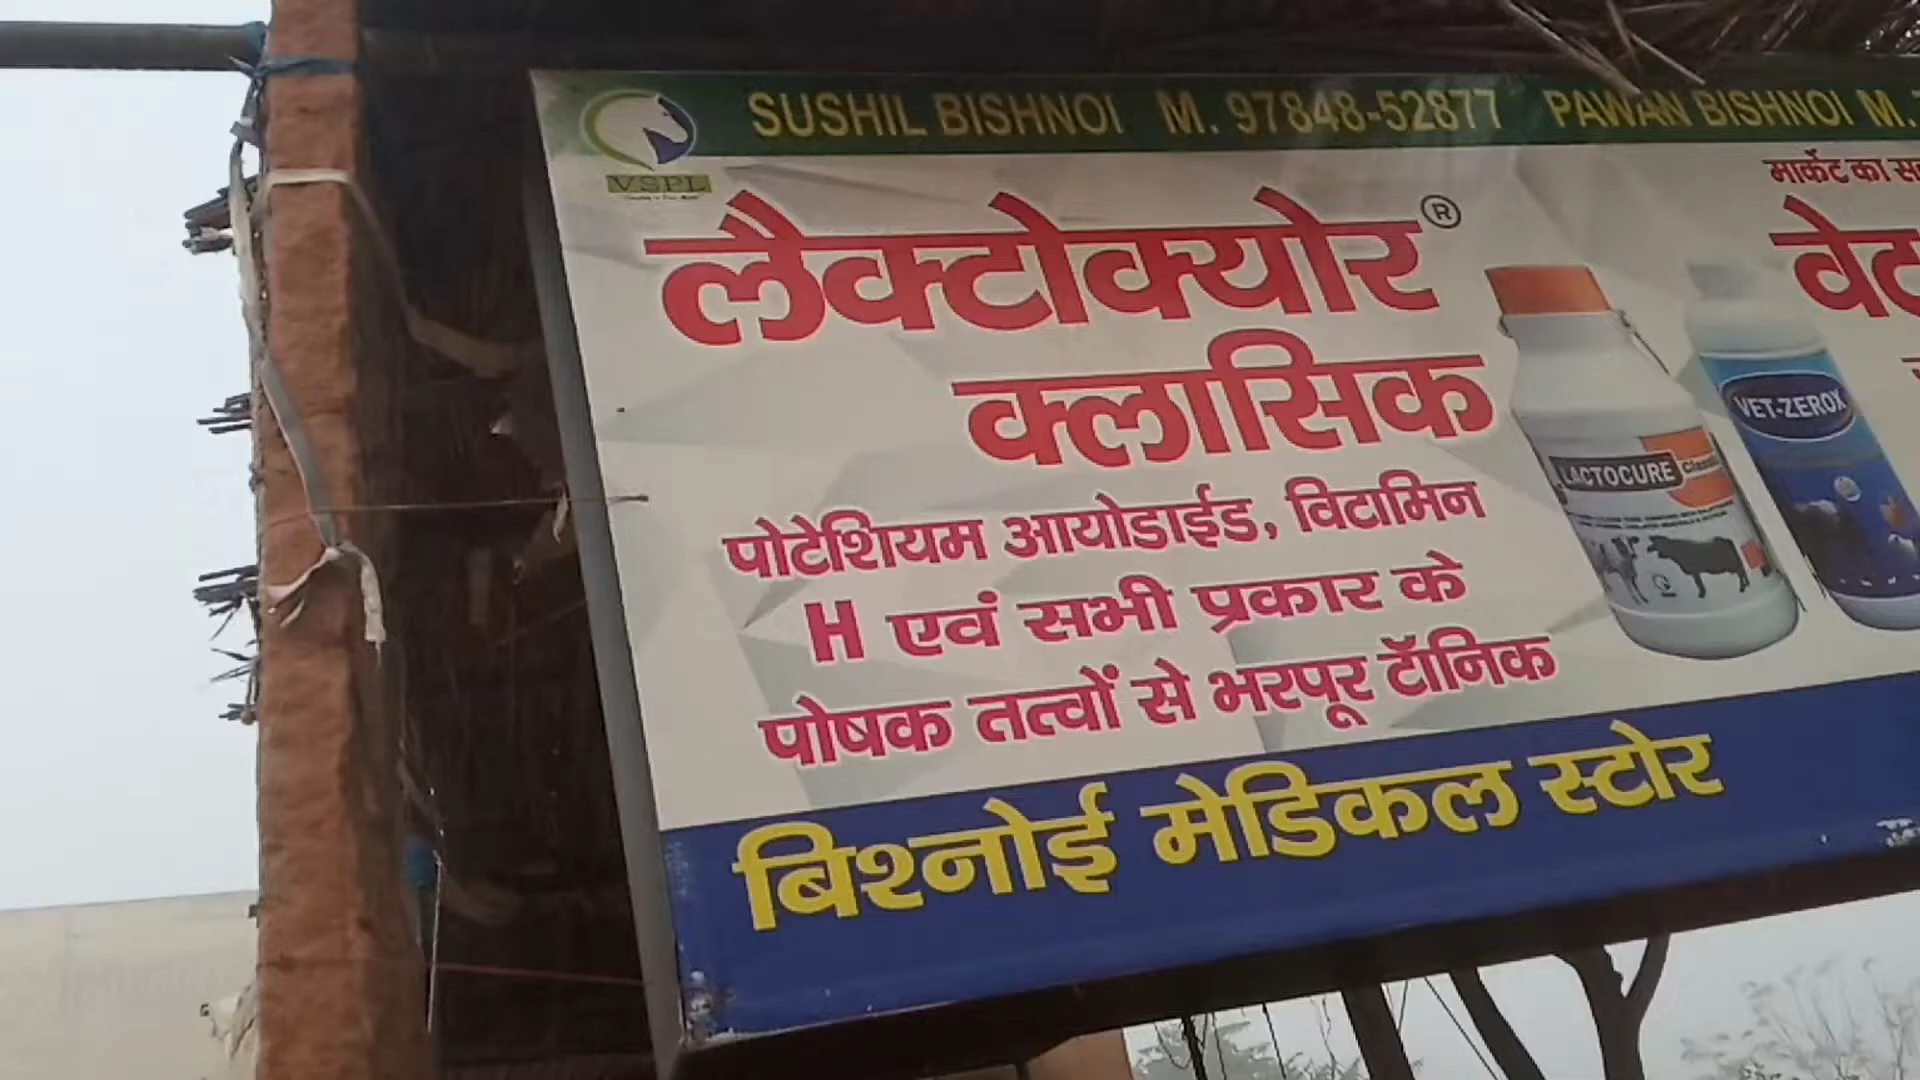 SUSHIL BISHNOI M. 97848-52877 PAWAN BISHNOI M.
VSPL
मार्केट का
लैक्टोक्योर ®
क्लासिक
पोटेशियम आयोडाईड, विटामिन
H एवं सभी प्रकार के
पोषक तत्वों से भरपूर टॉनिक
VET-ZEROX
LACTOCURE Classic
बिश्नोई मेडिकल स्टोर